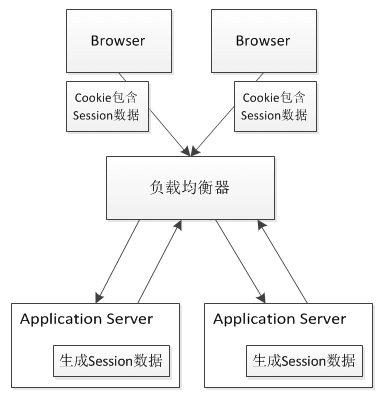 Browser
Browser
Cookie包含
Session数据
Cookie包含
Session数据
负载均衡器
Application Server
Application Server
生成Session数据
生成Session数据